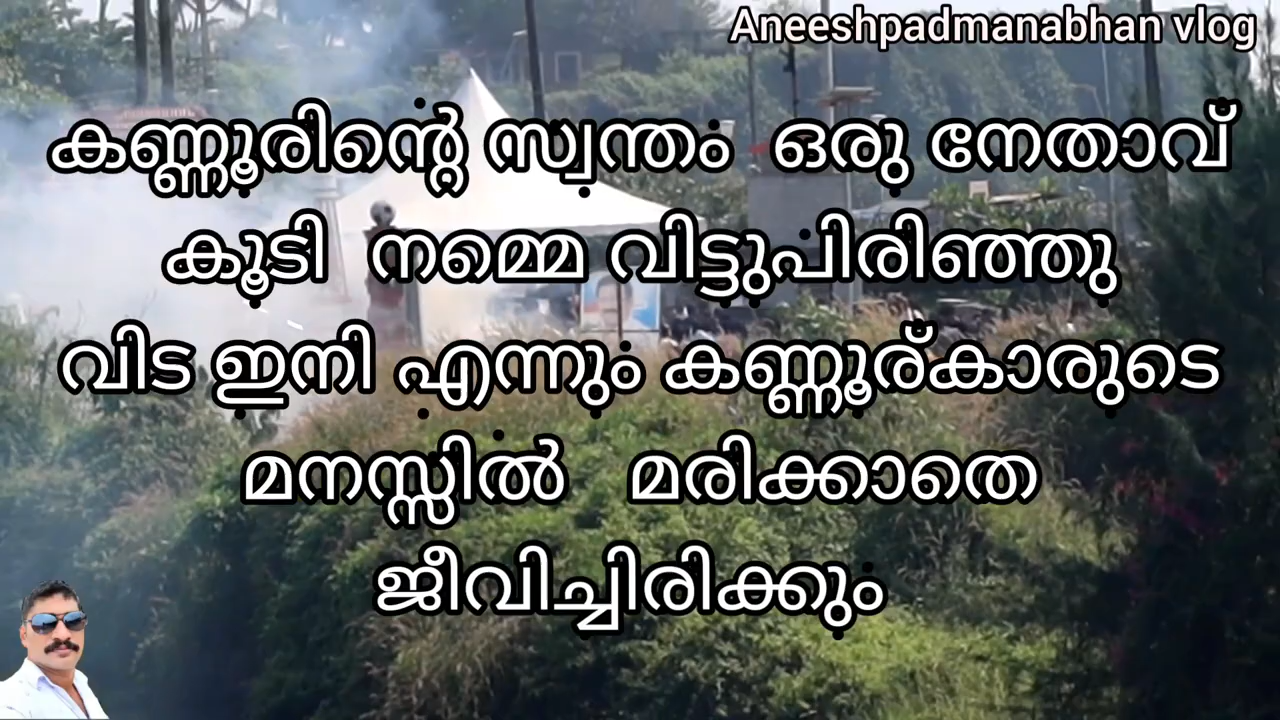 Aneeshpadmanabhan vlog
കണ്ണൂരിന്റെ സ്വന്തം ഒരു നേതാവ്
കൂടി നമ്മെ വിട്ടുപിരിഞ്ഞു
വിട ഇനി എന്നും കണ്ണൂര്കാരുടെ
മനസ്സിൽ മരിക്കാതെ
ജീവിച്ചിരിക്കും